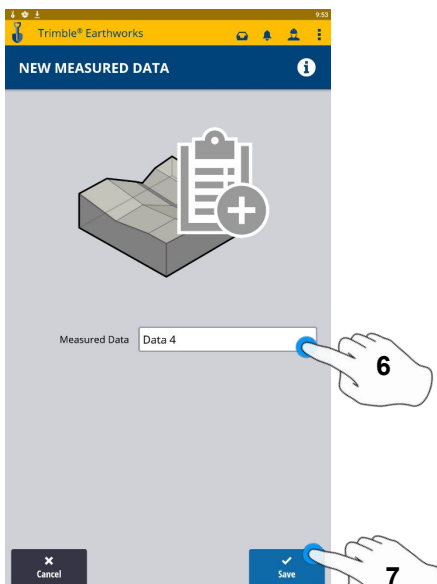 9:53
Trimble® Earthworks
NEW MEASURED DATA
Measured Data Data 4
6
Cancel
Save
7